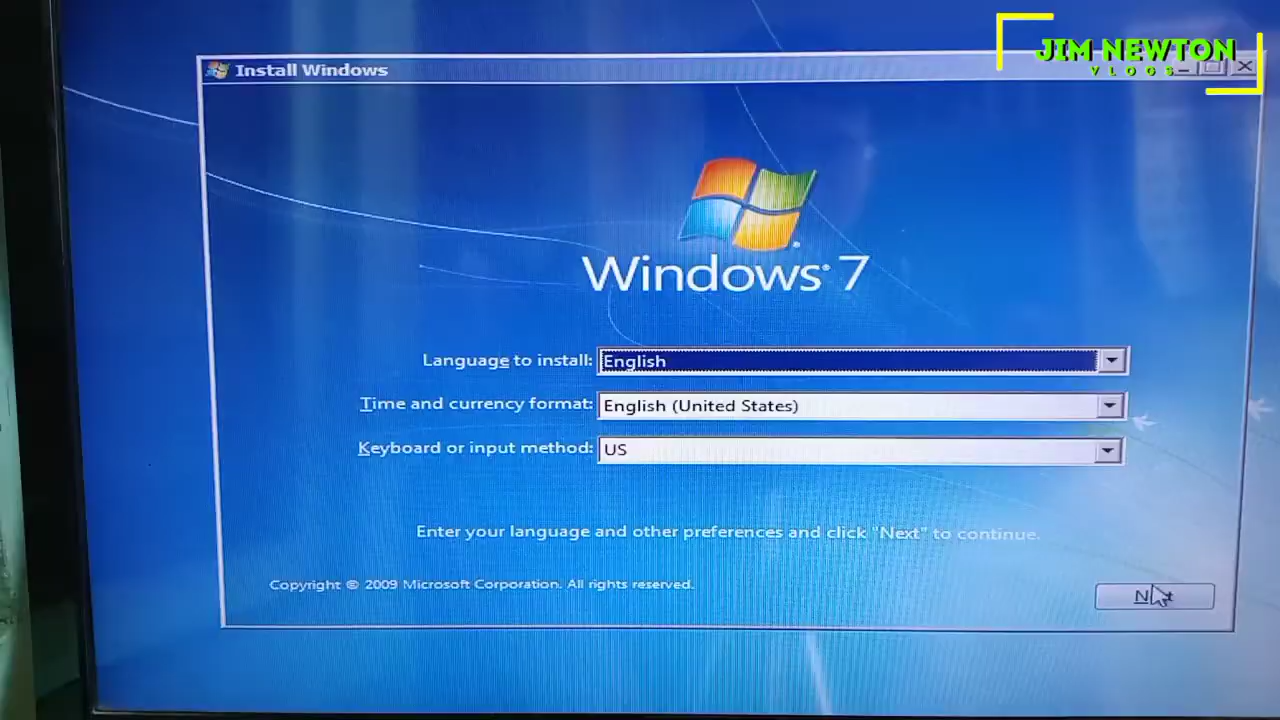 JIM NEWTON
VLOGS
Install Windows
Windows® 7
Language to install: English
Time and currency format: English (United States)
Keyboard or input method: US
Enter your language and other preferences and click "Next" to continue.
Copyright © 2009 Microsoft Corporation. All rights reserved.
Next